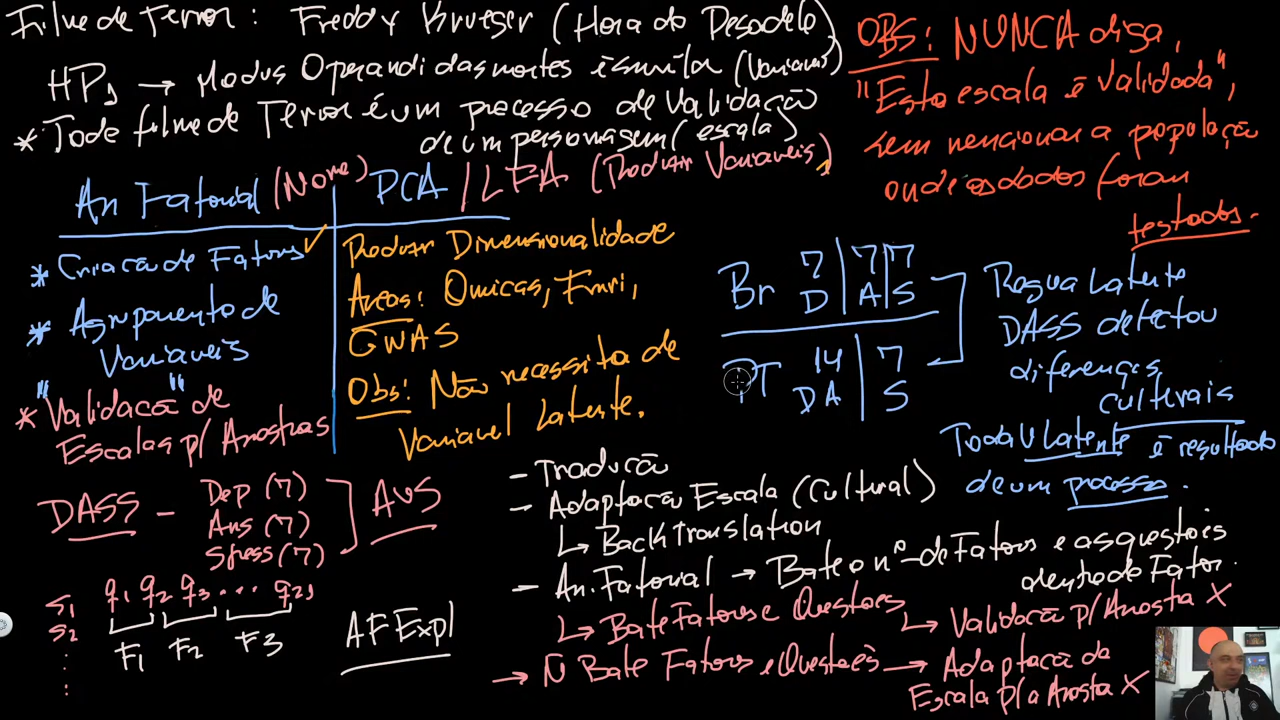 Filme de Terror : Freddy Krueger (Hora do Pesadelo)
HPs → Modus Operandi das mortes é similar (Variáveis)
* Todo filme de Terror é um processo de Validação
de um personagem (escala)
An Fatorial (Nome)
PCA / LFA (Reduzir Variáveis)
* Criação de Fatores ✓
* Agrupamento de
Variáveis
* "Validação" de
Escalas p/ Amostras
Reduzir Dimensionalidade
Areas: Ômicas, Fmri,
GWAS
Obs: Não necessita de
Variável Latente.
OBS: NUNCA diga,
"Esta escala é validada",
sem mencionar a população
onde os dados foram
testados.
Br 7 | 7 | 7
D | A | S
PT 14 | 7
DA | S
Regua Latente
DASS detectou
diferenças
culturais
Toda V Latente é resultado
de um processo.
DASS – Dep (7)
Ans (7)
Stress (7)
AVS
q1 q2 q3 ... q21
S1
S2
F1 F2 F3
AFExpl
- Tradução
- Adaptação Escala (Cultural)
↳ Back Translation
- An. Fatorial → Bate o nº de Fatores e as questões
dentro do Fator.
↳ Bate Fatores e Questões
↳ Validação p/ Amostra X
→ Ñ Bate Fatores e Questões → Adaptação da
Escala p/ a Amostra X